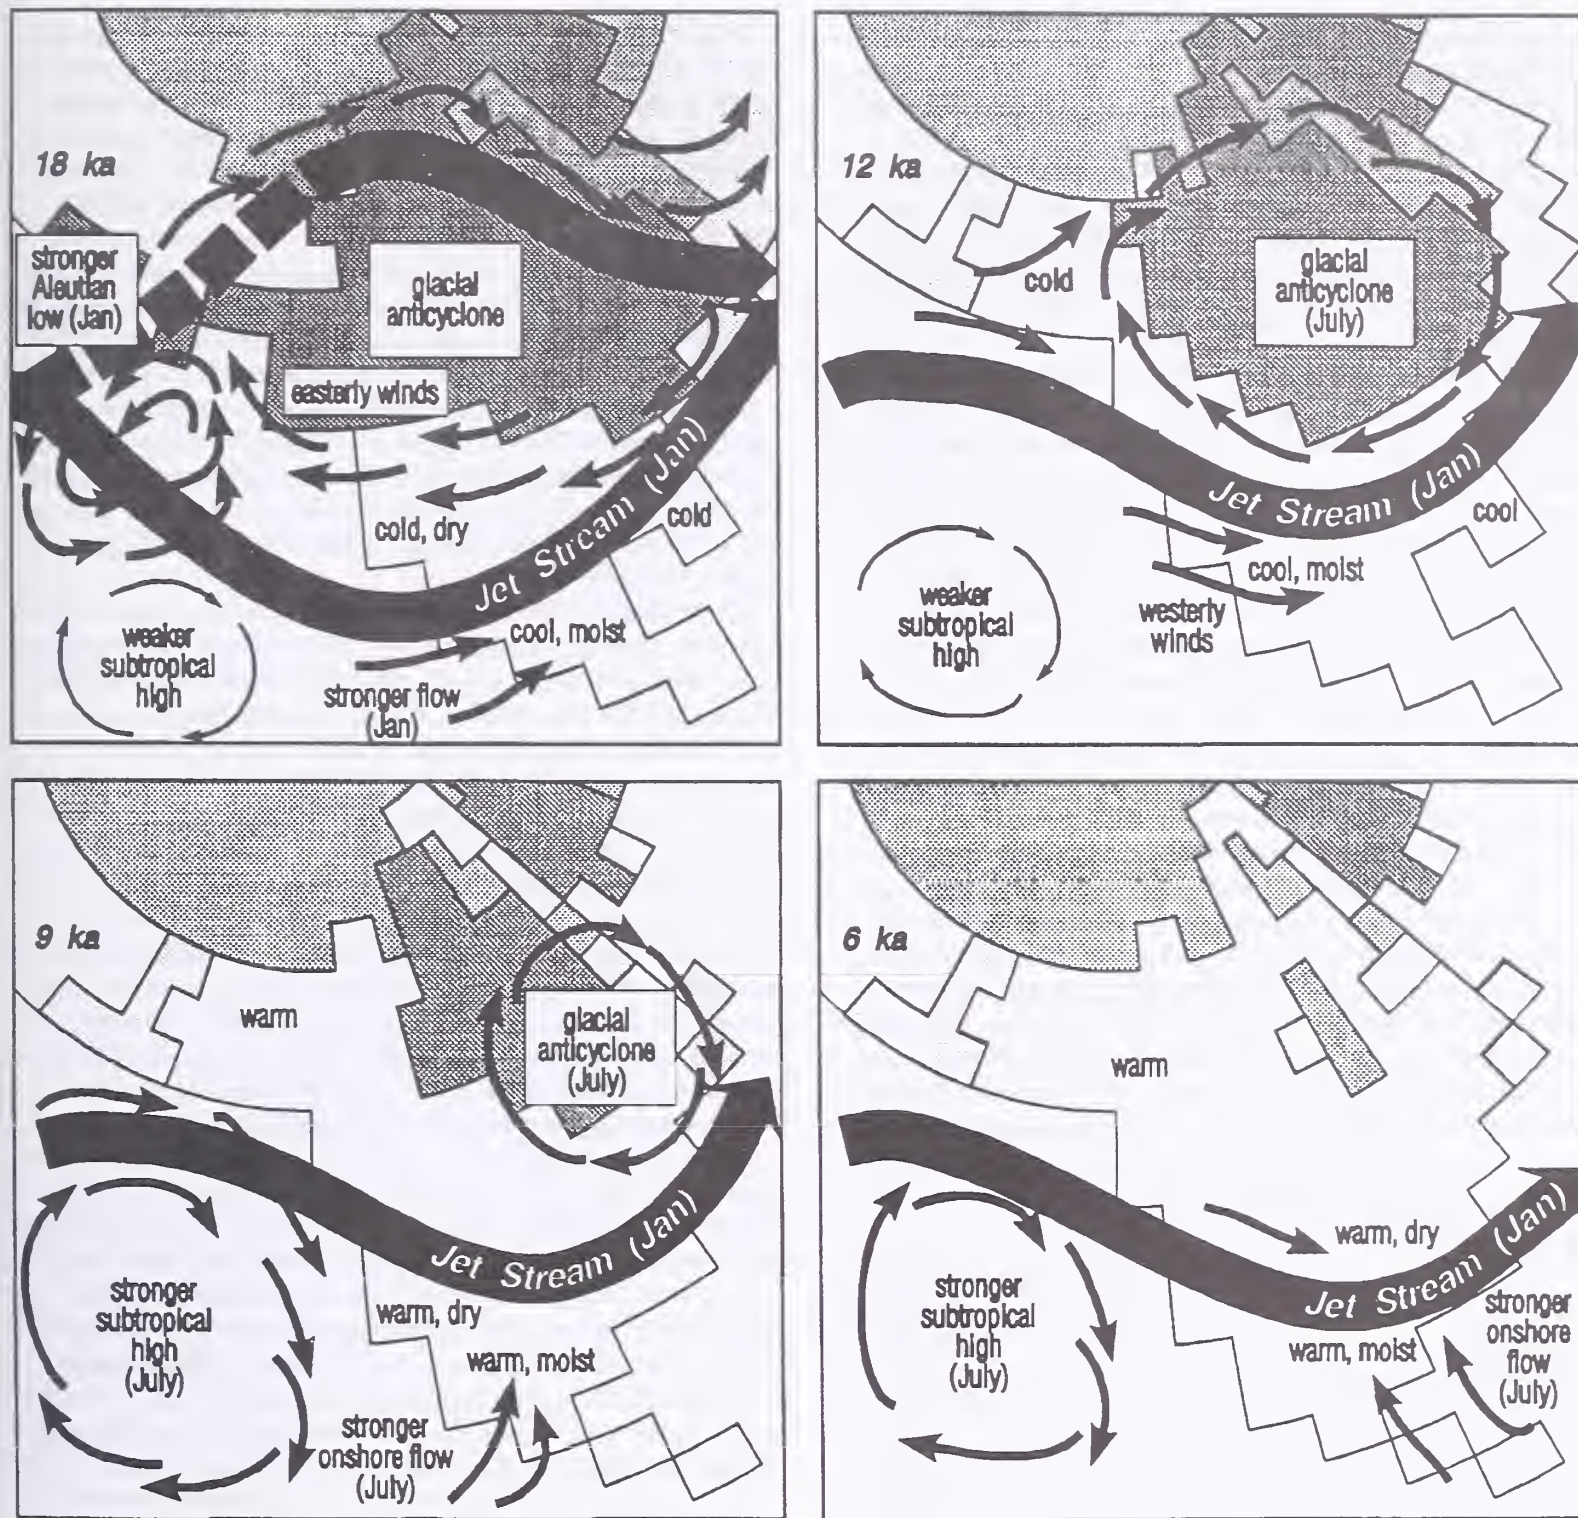 18 ka
stronger
Aleutian
low (Jan)
glacial
anticyclone
easterly winds
cold, dry
cold
Jet Stream (Jan)
cool, moist
weaker
subtropical
high
stronger flow
(Jan)
12 ka
cold
glacial
anticyclone
(July)
Jet Stream (Jan)
cool
cool, moist
westerly
winds
weaker
subtropical
high
9 ka
warm
glacial
anticyclone
(July)
Jet Stream (Jan)
stronger
subtropical
high
(July)
warm, dry
warm, moist
stronger
onshore flow
(July)
6 ka
warm
warm, dry
Jet Stream (Jan)
stronger
subtropical
high
(July)
warm, moist
stronger
onshore
flow
(July)